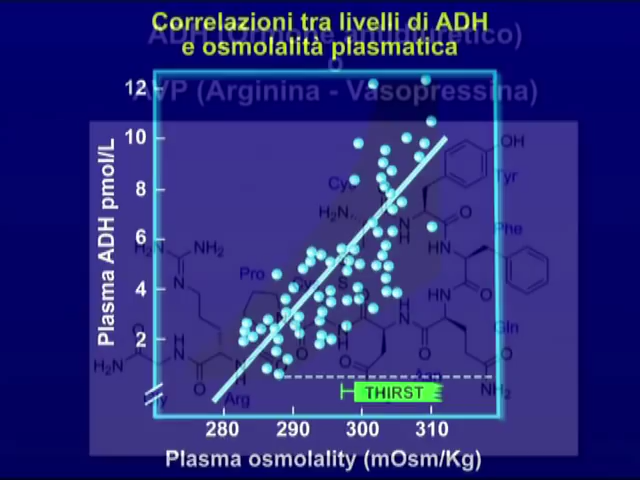 Correlazioni tra livelli di ADH
e osmolalità plasmatica
ADH (Ormone antidiuretico)
o
AVP (Arginina - Vasopressina)
Plasma ADH pmol/L
12
10
8
6
4
2
280
290
300
310
THIRST
Plasma osmolality (mOsm/Kg)
OH
Tyr
Cys
H₂N
O
Phe
H
N
H₂N
NH₂
Pro
Cys
S
HN
O
N
Gln
NH
O
H₂N
Arg
NH₂